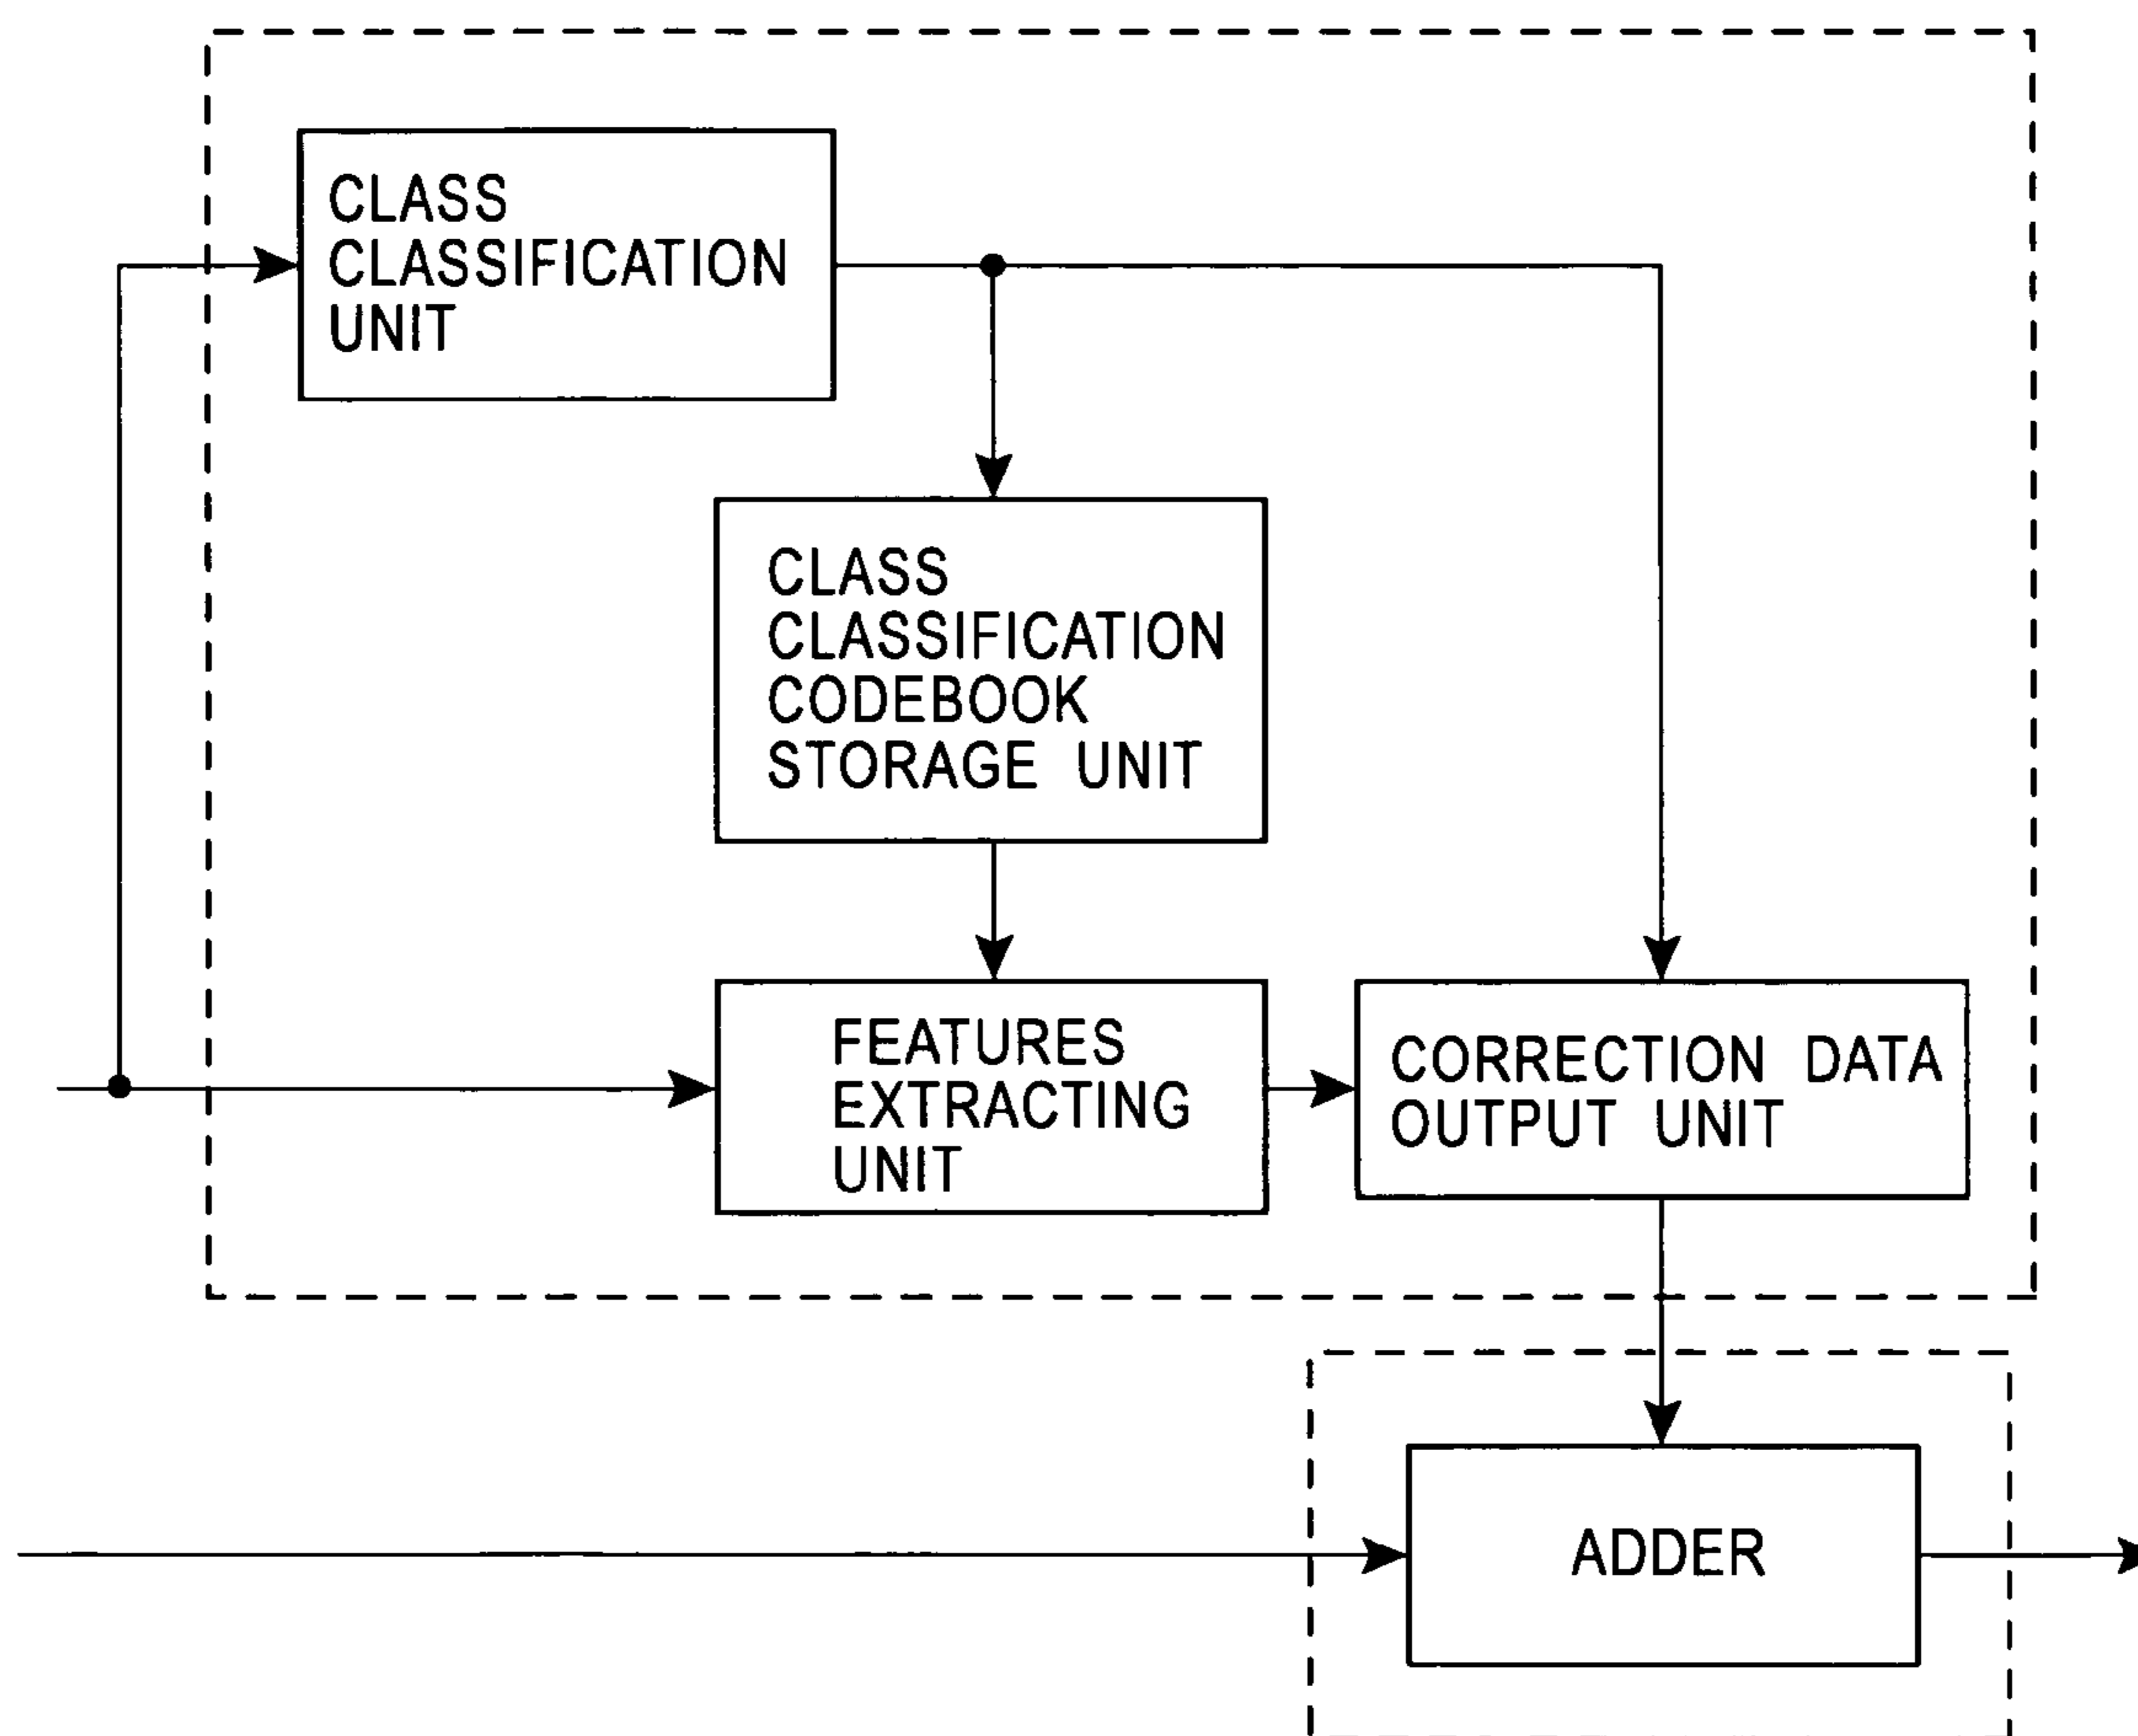 CLASS
CLASSIFICATION
UNIT
CLASS
CLASSIFICATION
CODEBOOK
STORAGE UNIT
FEATURES
EXTRACTING
UNIT
CORRECTION DATA
OUTPUT UNIT
ADDER